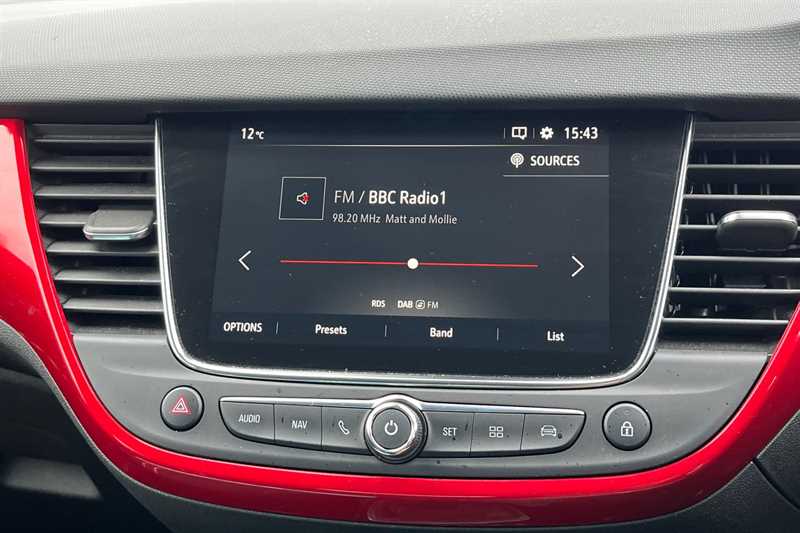 12°C 15:43
SOURCES
FM / BBC Radio1
98.20 MHz Matt and Mollie
RDS DAB FM
OPTIONS Presets Band List
AUDIO NAV SET